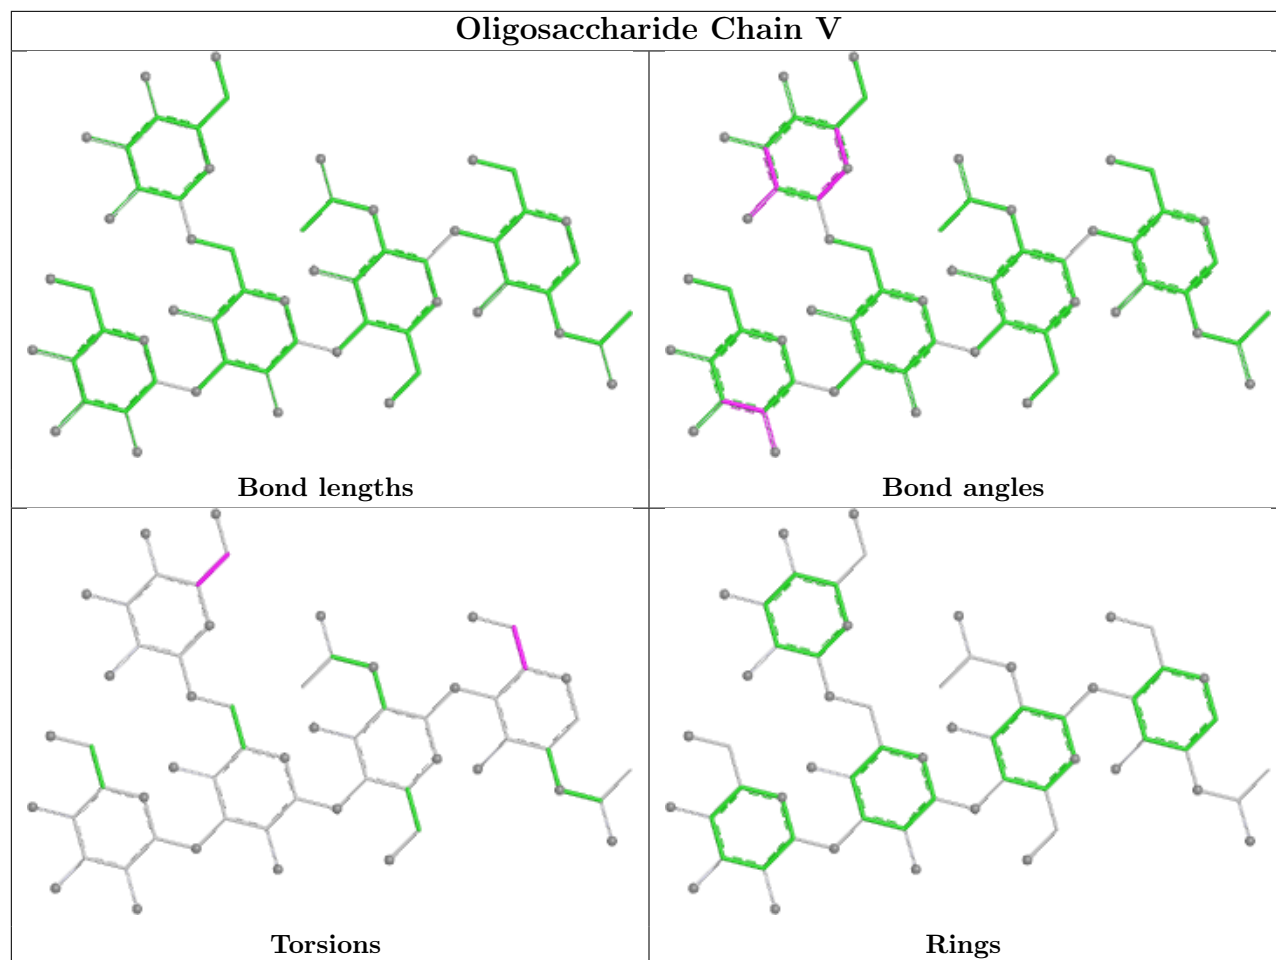 Oligosaccharide Chain V
Bond lengths
Bond angles
Torsions
Rings